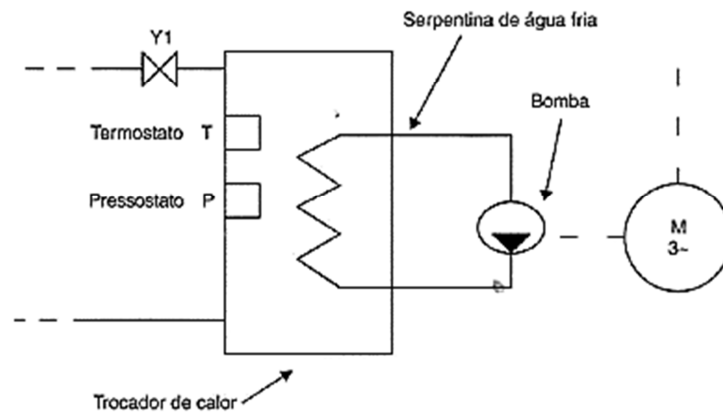 Serpentina de água fria
Y1
Bomba
Termostato T
Pressostato P
M
3~
Trocador de calor